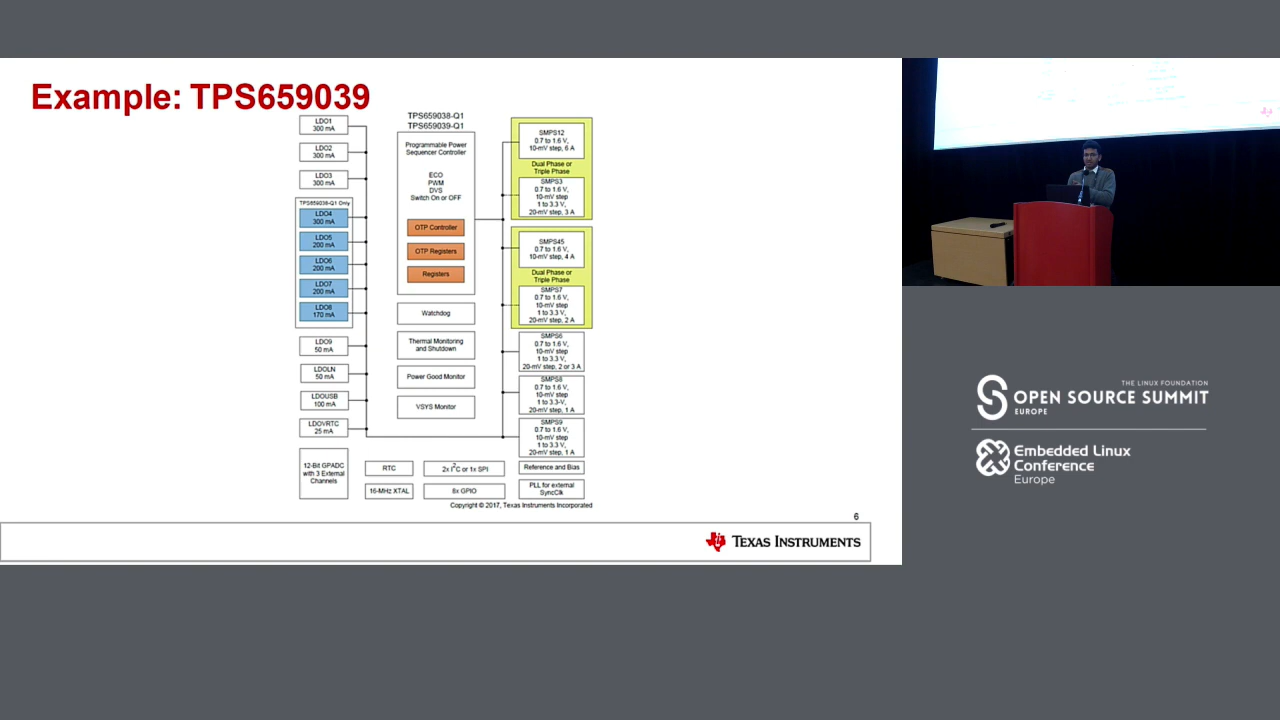 Example: TPS659039
TPS659038-Q1
TPS659039-Q1
LDO1
300 mA
LDO2
300 mA
LDO3
300 mA
TPS659038-Q1 Only
LDO4
300 mA
LDO5
200 mA
LDO6
200 mA
LDO7
200 mA
LDO8
170 mA
LDO9
50 mA
LDOLN
50 mA
LDOUSB
100 mA
LDOVRTC
25 mA
12-Bit GPADC
with 3 External
Channels
Programmable Power
Sequencer Controller
ECO
PWM
DVS
Switch On or OFF
OTP Controller
OTP Registers
Registers
Watchdog
Thermal Monitoring
and Shutdown
Power Good Monitor
VSYS Monitor
RTC
2x I²C or 1x SPI
16-MHz XTAL
8x GPIO
SMPS12
0.7 to 1.6 V,
10-mV step, 6 A
Dual Phase or
Triple Phase
SMPS3
0.7 to 1.6 V,
10-mV step
1 to 3.3 V,
20-mV step, 3 A
SMPS45
0.7 to 1.6 V,
10-mV step, 4 A
Dual Phase or
Triple Phase
SMPS7
0.7 to 1.6 V,
10-mV step
1 to 3.3 V,
20-mV step, 2 A
SMPS6
0.7 to 1.6 V,
10-mV step
1 to 3.3 V,
20-mV step, 2 or 3 A
SMPS8
0.7 to 1.6 V,
10-mV step
1 to 3.3-V,
20-mV step, 1 A
SMPS9
0.7 to 1.6 V,
10-mV step
1 to 3.3 V,
20-mV step, 1 A
Reference and Bias
PLL for external
SyncClk
Copyright © 2017, Texas Instruments Incorporated
6
TEXAS INSTRUMENTS
THE LINUX FOUNDATION
OPEN SOURCE SUMMIT
EUROPE
Embedded Linux
Conference
Europe